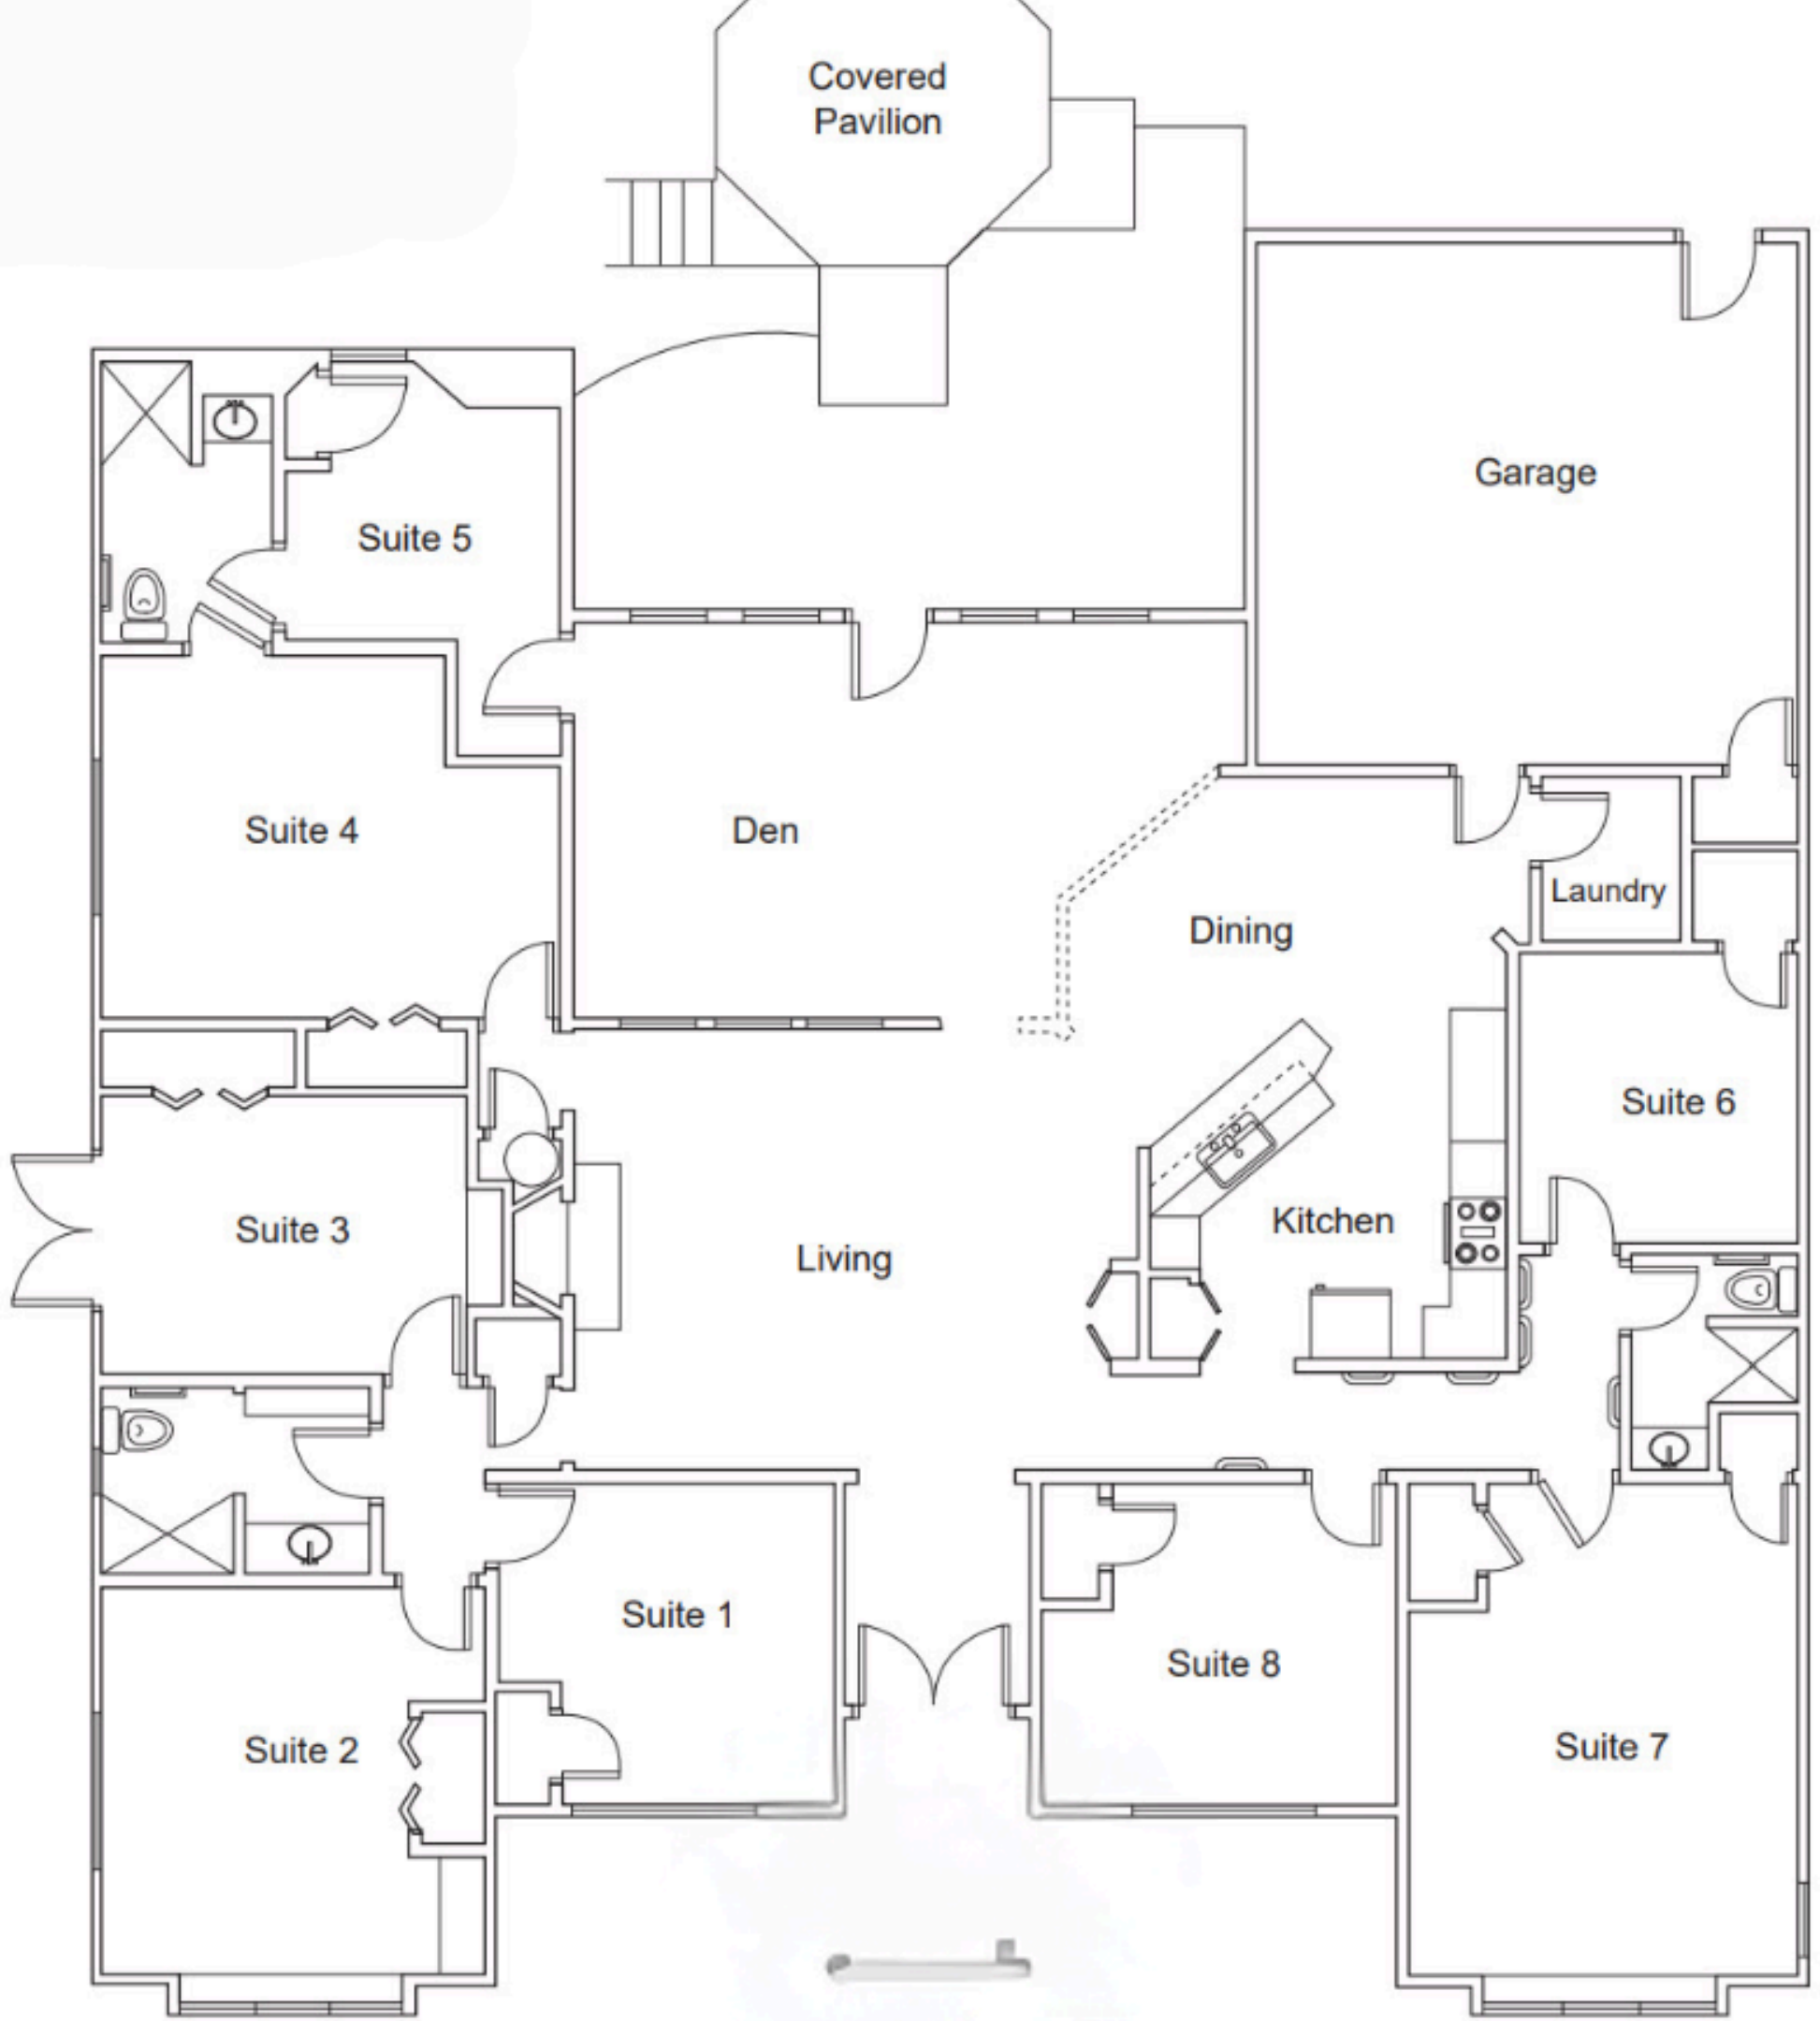 Covered
Pavilion
Garage
Suite 5
Suite 4
Den
Laundry
Dining
Suite 6
Suite 3
Kitchen
Living
Suite 1
Suite 8
Suite 2
Suite 7